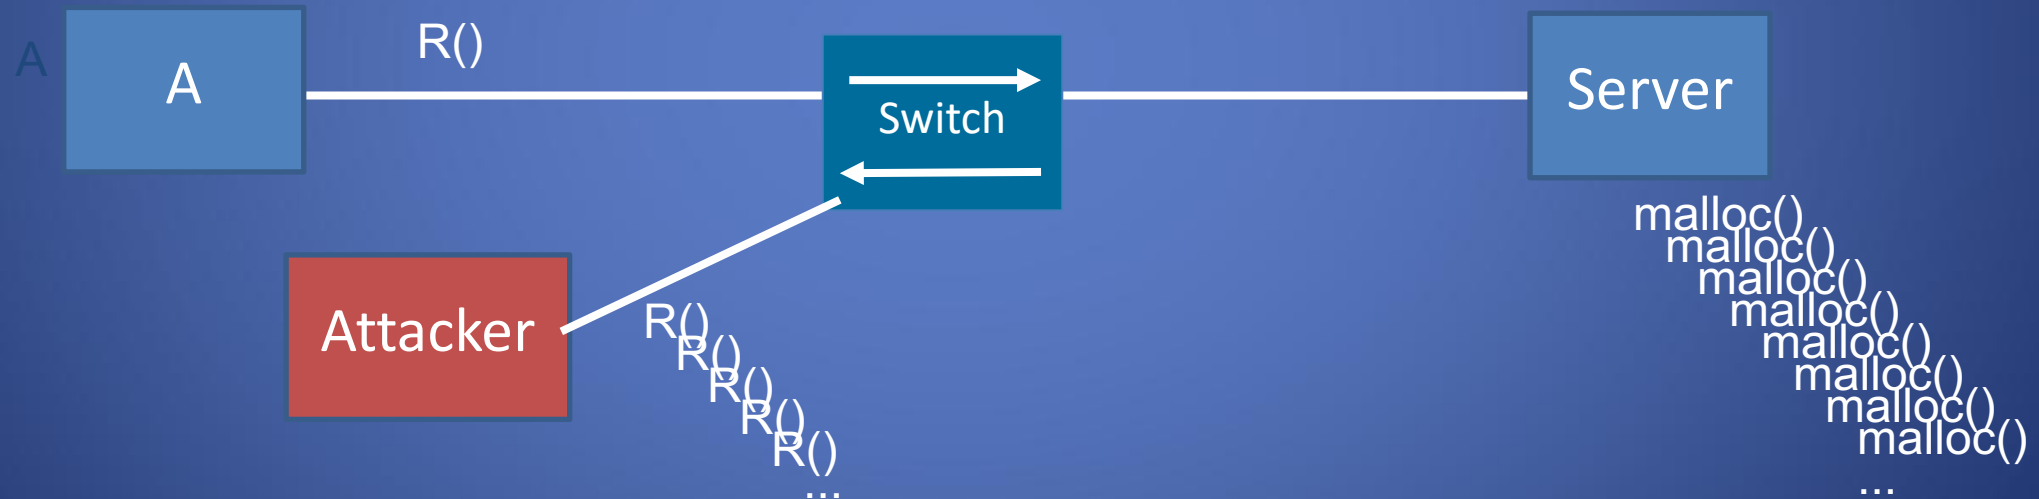 A
A
R()
Switch
Server
Attacker
R()
R()
R()
R()
R()
...
malloc()
malloc()
malloc()
malloc()
malloc()
malloc()
malloc()
malloc()
...